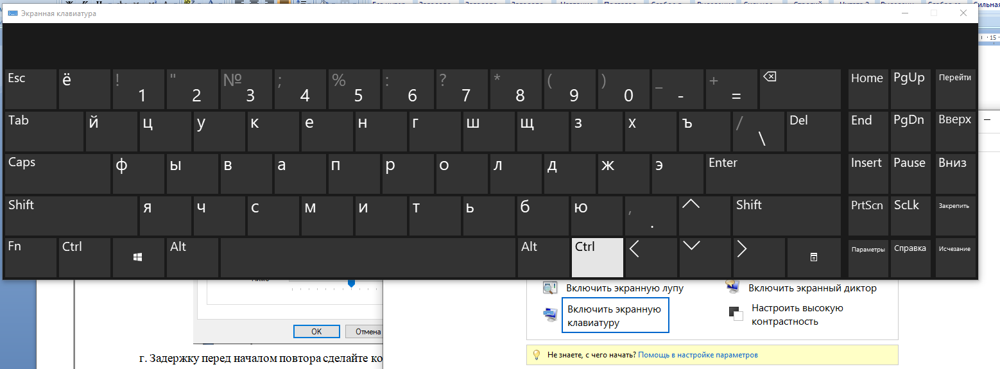 Экранная клавиатура
15
Esc ё ! 1 " 2 № 3 ; 4 % 5 : 6 ? 7 * 8 ( 9 ) 0 _ - + = Home PgUp Перейти
Tab й ц у к е н г ш щ з х ъ / \ Del End PgDn Вверх
Caps ф ы в а п р о л д ж э Enter Insert Pause Вниз
Shift я ч с м и т ь б ю , . Shift PrtScn ScLk Закрепить
Fn Ctrl Alt Alt Ctrl Параметры Справка Исчезание
Включить экранную лупу
Включить экранный диктор
Включить экранную
клавиатуру
Настроить высокую
контрастность
OK Отмена
Не знаете, с чего начать? Помощь в настройке параметров
г. Задержку перед началом повтора сделайте ко